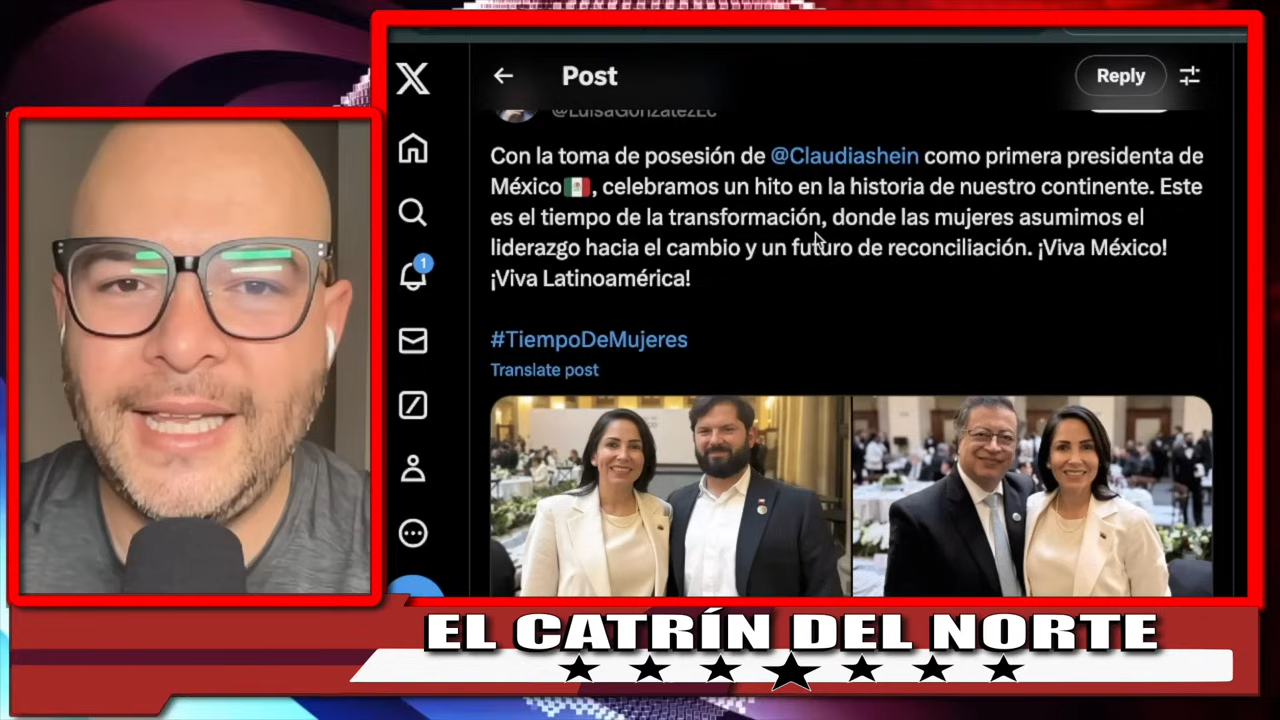 Post
Reply
@LuisaGonzalezEc
Con la toma de posesión de @Claudiashein como primera presidenta de
México🇲🇽, celebramos un hito en la historia de nuestro continente. Este
es el tiempo de la transformación, donde las mujeres asumimos el
liderazgo hacia el cambio y un futuro de reconciliación. ¡Viva México!
¡Viva Latinoamérica!
#TiempoDeMujeres
Translate post
1
EL CATRÍN DEL NORTE